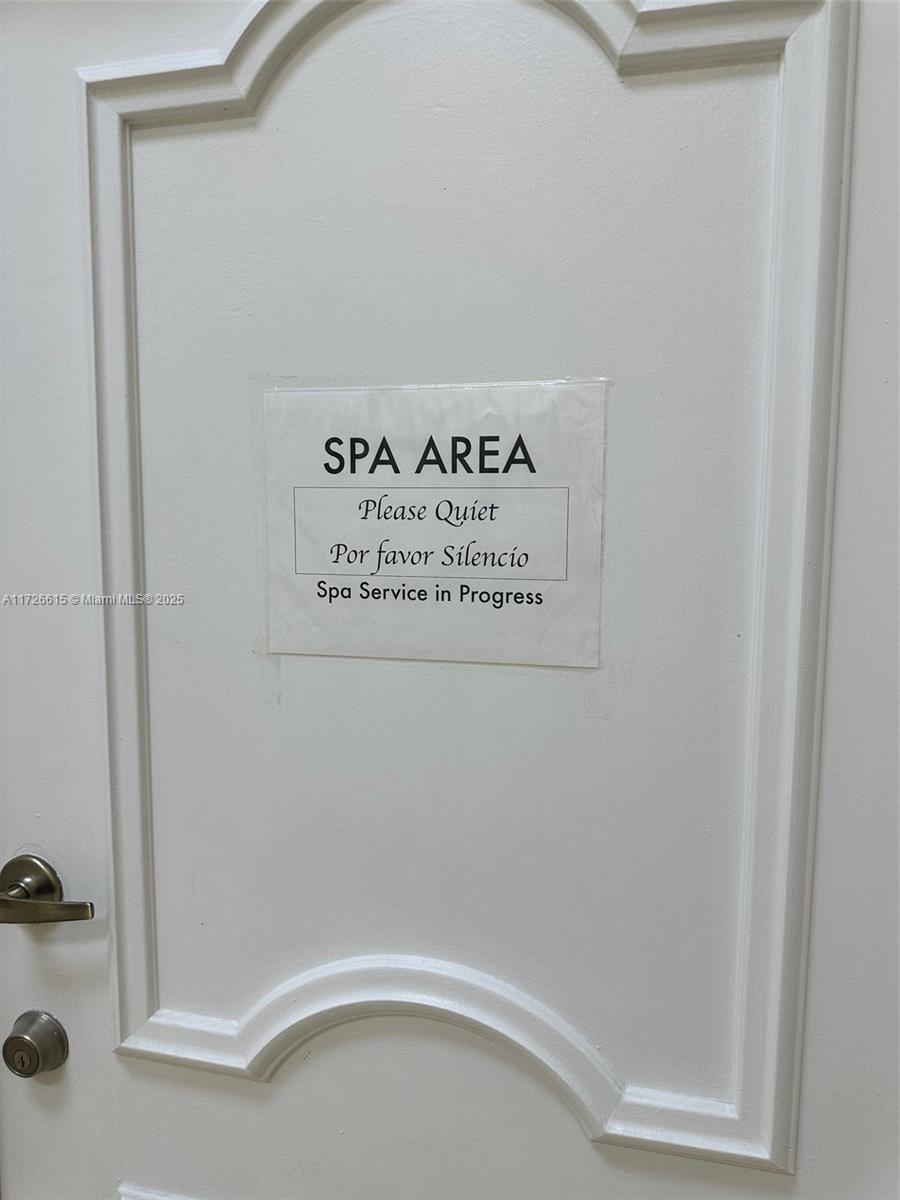 SPA AREA
Please Quiet
Por favor Silencio
Spa Service in Progress
A11726615 © Miami MLS® 2025